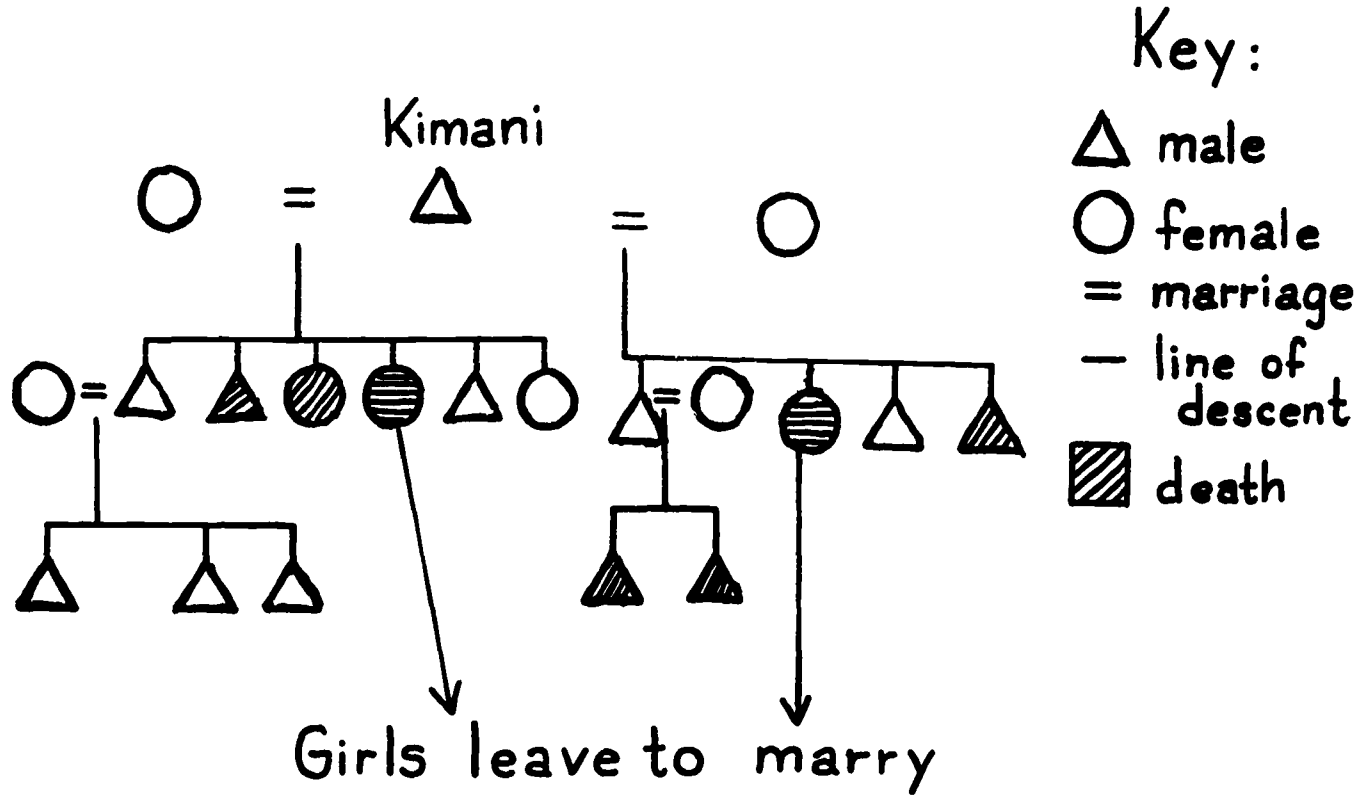 Kimani
Key:
male
female
= marriage
— line of
descent
death
Girls leave to marry